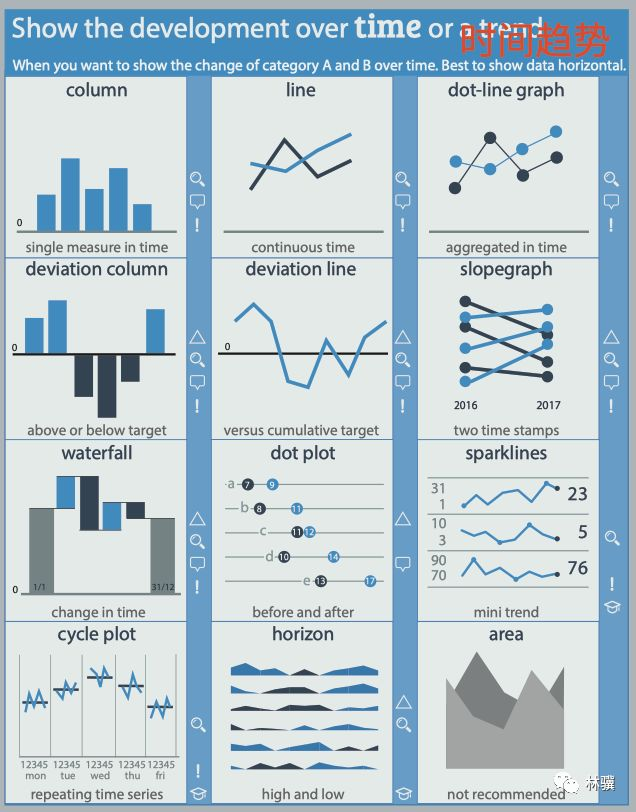 Show the development over time or a trend
时间趋势
When you want to show the change of category A and B over time. Best to show data horizontal.
column
0
single measure in time
line
continuous time
dot-line graph
aggregated in time
deviation column
0
above or below target
deviation line
0
versus cumulative target
slopegraph
2016 2017
two time stamps
waterfall
0
1/1 31/12
change in time
dot plot
a 7 9
b 8 11
c 11 12
d 10 14
e 13 17
before and after
sparklines
31
1
23
10
3
5
90
70
76
mini trend
cycle plot
12345 12345 12345 12345 12345
mon tue wed thu fri
repeating time series
horizon
high and low
area
not recommended
林骥